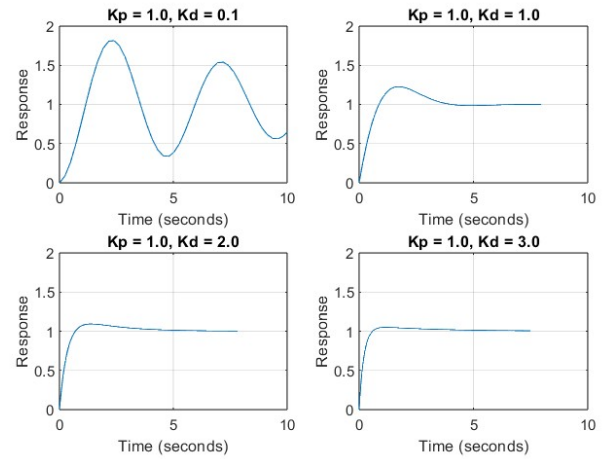 Kp = 1.0, Kd = 0.1
2
1.5
1
0.5
0
Response
0 5 10
Time (seconds)
Kp = 1.0, Kd = 1.0
2
1.5
1
0.5
0
Response
0 5 10
Time (seconds)
Kp = 1.0, Kd = 2.0
2
1.5
1
0.5
0
Response
0 5 10
Time (seconds)
Kp = 1.0, Kd = 3.0
2
1.5
1
0.5
0
Response
0 5 10
Time (seconds)